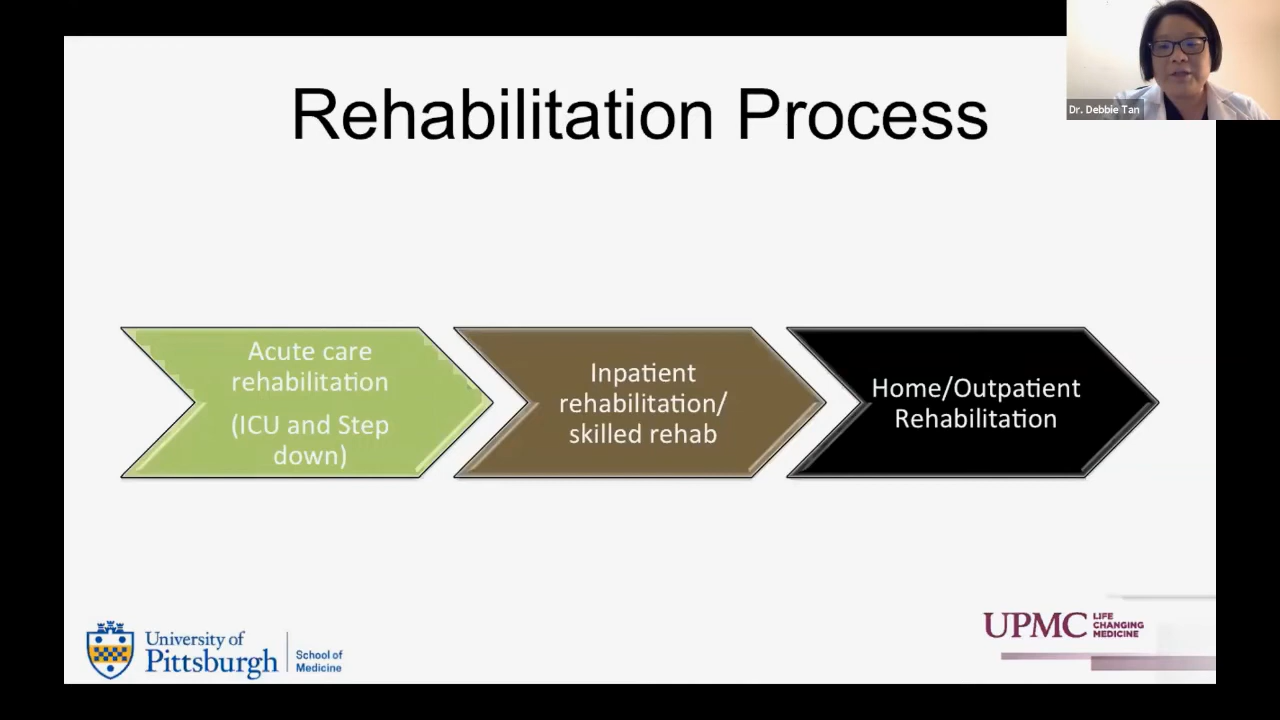 Rehabilitation Process
Dr. Debbie Tan
Acute care
rehabilitation
(ICU and Step
down)
Inpatient
rehabilitation/
skilled rehab
Home/Outpatient
Rehabilitation
University of
Pittsburgh
School of
Medicine
UPMC
LIFE
CHANGING
MEDICINE